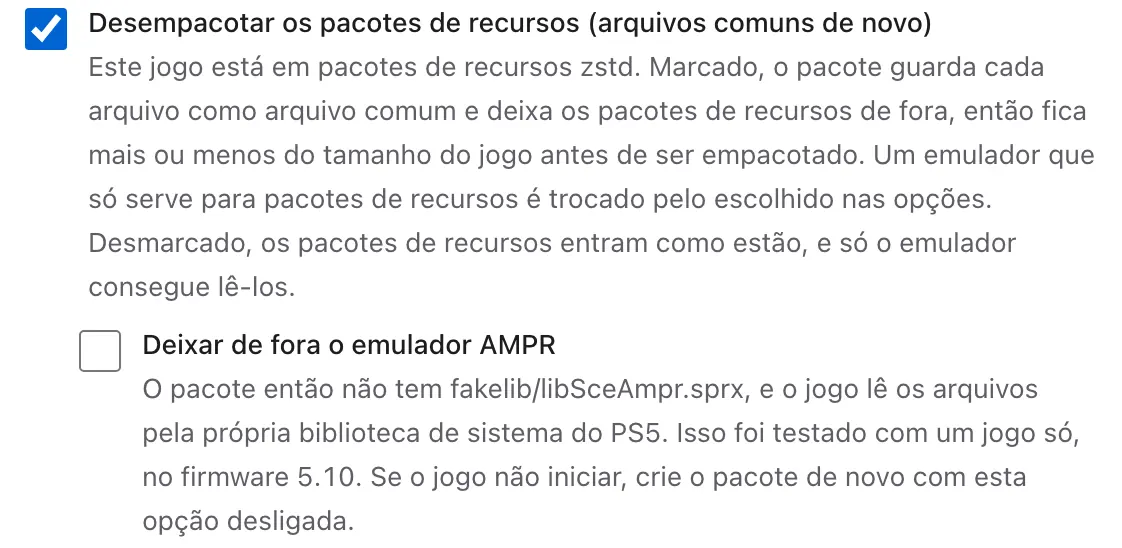 Desempacotar os pacotes de recursos (arquivos comuns de novo)
Este jogo está em pacotes de recursos zstd. Marcado, o pacote guarda cada
arquivo como arquivo comum e deixa os pacotes de recursos de fora, então fica
mais ou menos do tamanho do jogo antes de ser empacotado. Um emulador que
só serve para pacotes de recursos é trocado pelo escolhido nas opções.
Desmarcado, os pacotes de recursos entram como estão, e só o emulador
consegue lê-los.
Deixar de fora o emulador AMPR
O pacote então não tem fakelib/libSceAmpr.sprx, e o jogo lê os arquivos
pela própria biblioteca de sistema do PS5. Isso foi testado com um jogo só,
no firmware 5.10. Se o jogo não iniciar, crie o pacote de novo com esta
opção desligada.